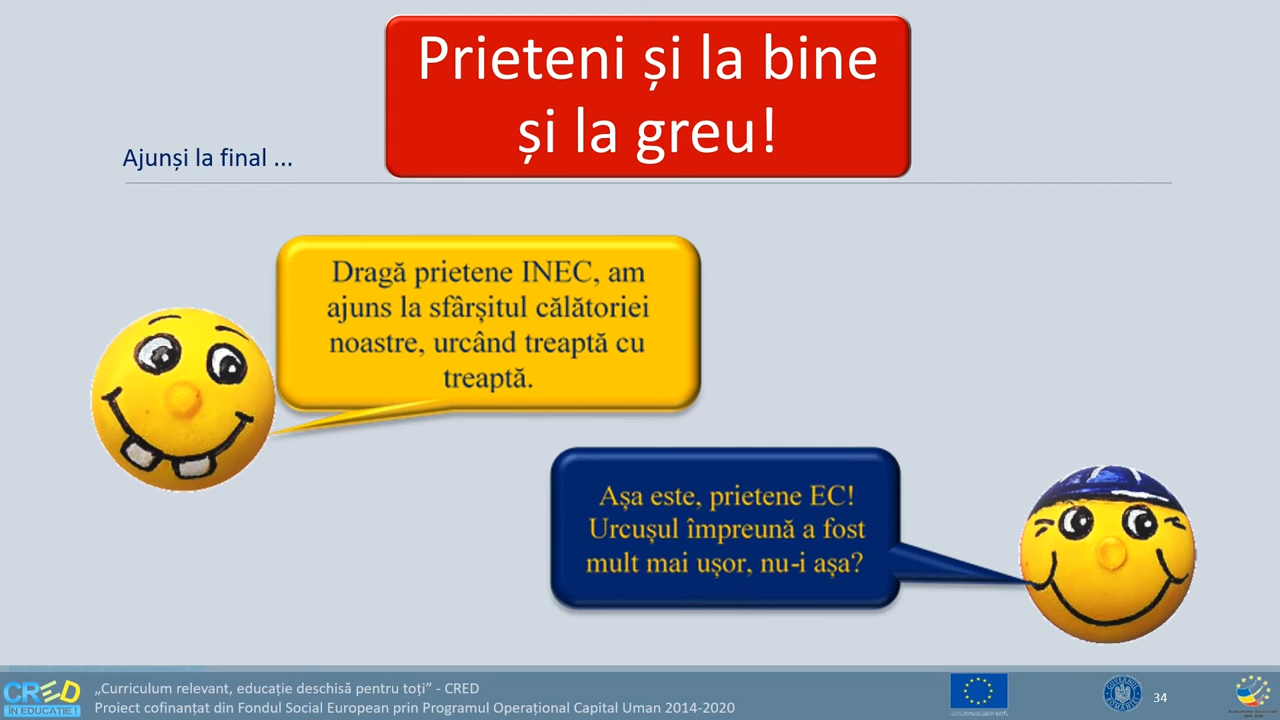 Prieteni și la bine
și la greu!
Ajunși la final ...
Dragă prietene INEC, am
ajuns la sfârșitul călătoriei
noastre, urcând treaptă cu
treaptă.
Așa este, prietene EC!
Urcușul împreună a fost
mult mai ușor, nu-i așa?
CRED
ÎN EDUCAȚIE !
„Curriculum relevant, educație deschisă pentru toți” - CRED
Proiect cofinanțat din Fondul Social European prin Programul Operațional Capital Uman 2014-2020
34